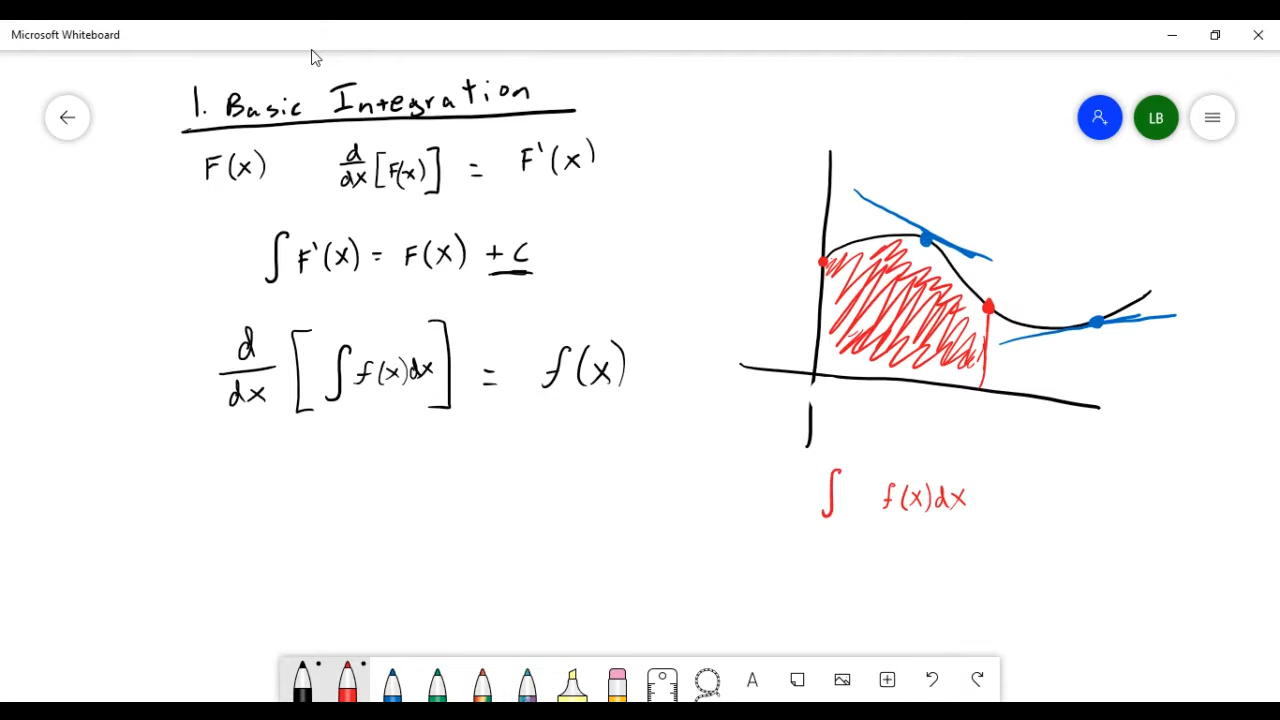 Microsoft Whiteboard
1. Basic Integration
F(x) d/dx [F(x)] = F'(x)
∫ F'(x) = F(x) + C
d/dx [∫ f(x)dx] = f(x)
∫ f(x)dx
LB
A